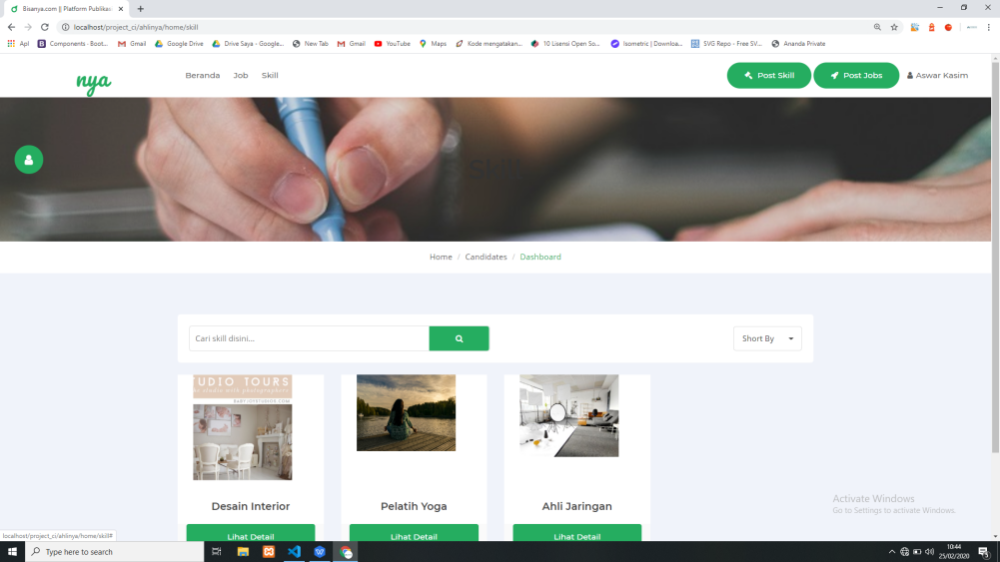 Bisanya.com || Platform Publikas
localhost/project_ci/ahlinya/home/skill
Apl
Components - Boot...
Gmail
Google Drive
Drive Saya - Google...
New Tab
Gmail
YouTube
Maps
Kode mengatakan...
10 Lisensi Open So...
Isometric | Downloa...
SVG Repo - Free SV...
Ananda Private
nya
Beranda
Job
Skill
Post Skill
Post Jobs
Aswar Kasim
Home / Candidates / Dashboard
Cari skill disini...
Short By
TUDIO TOURS
BABYJOYSTUDIOS.COM
Desain Interior
Pelatih Yoga
Ahli Jaringan
Lihat Detail
Lihat Detail
Lihat Detail
Activate Windows
Go to Settings to activate Windows.
localhost/project_ci/ahlinya/home/skill#
Type here to search
10:44
25/02/2020